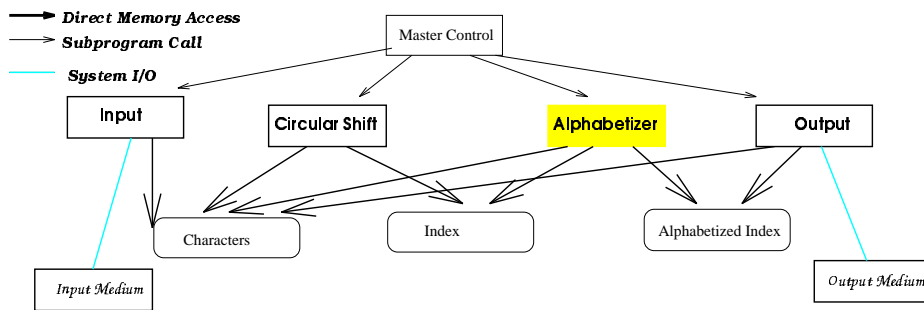 Direct Memory Access
Subprogram Call
System I/O
Master Control
Input
Circular Shift
Alphabetizer
Output
Characters
Index
Alphabetized Index
Input Medium
Output Medium